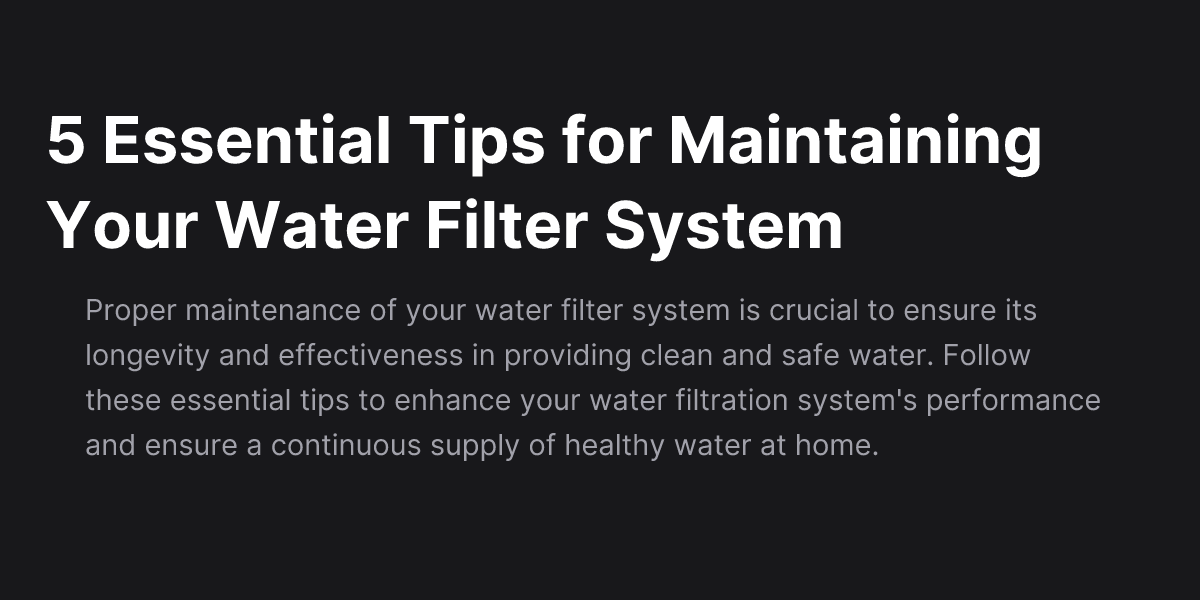 5 Essential Tips for Maintaining
Your Water Filter System
Proper maintenance of your water filter system is crucial to ensure its
longevity and effectiveness in providing clean and safe water. Follow
these essential tips to enhance your water filtration system's performance
and ensure a continuous supply of healthy water at home.